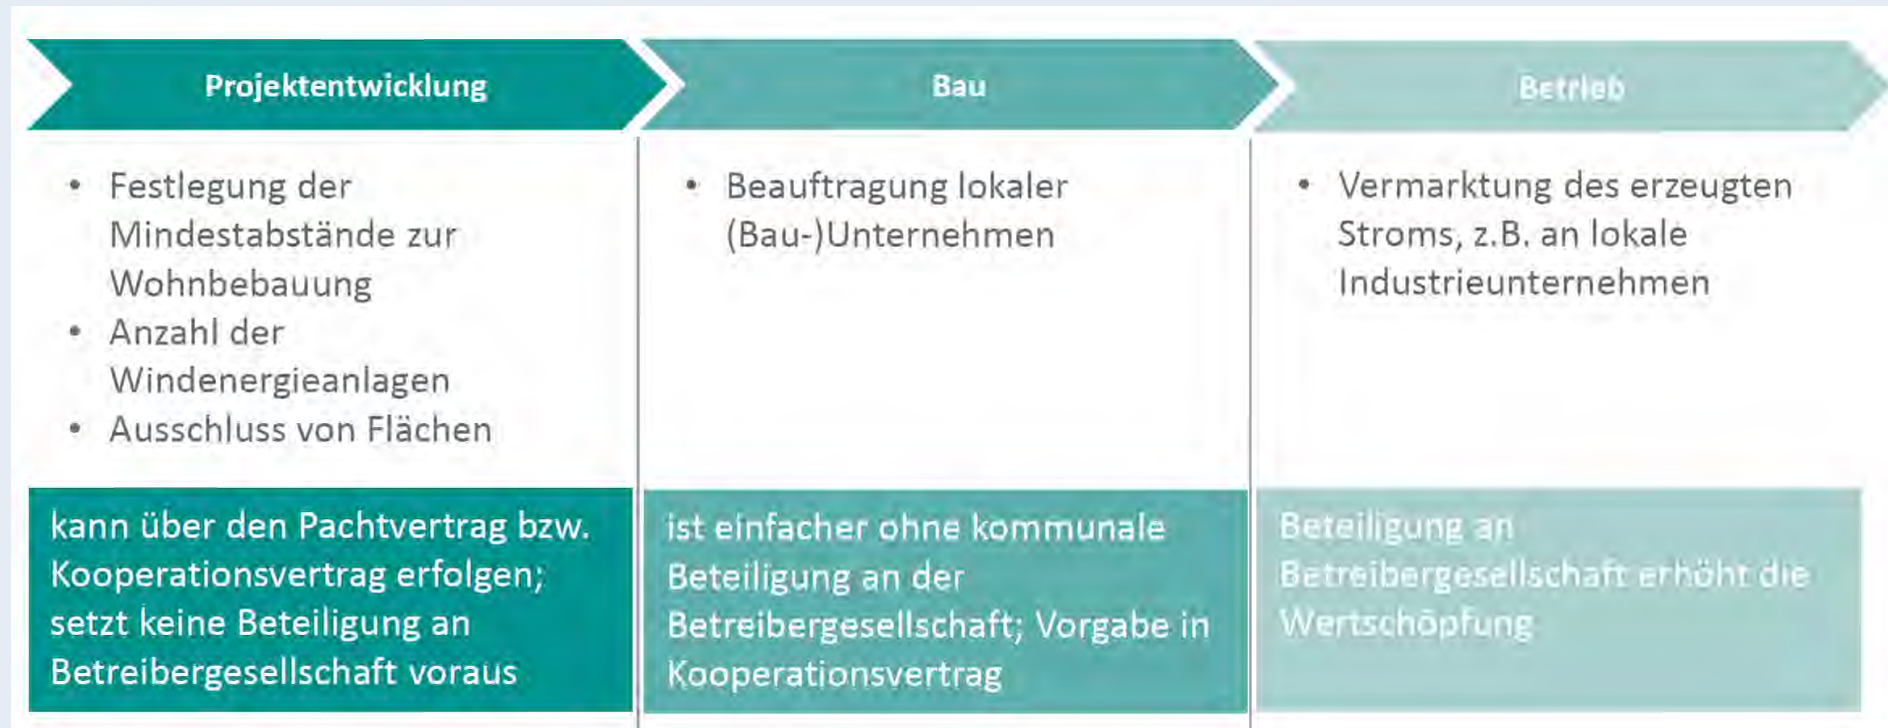 Projektentwicklung
Bau
Betrieb
• Festlegung der
Mindestabstände zur
Wohnbebauung
• Anzahl der
Windenergieanlagen
• Ausschluss von Flächen
• Beauftragung lokaler
(Bau-)Unternehmen
• Vermarktung des erzeugten
Stroms, z.B. an lokale
Industrieunternehmen
kann über den Pachtvertrag bzw.
Kooperationsvertrag erfolgen;
setzt keine Beteiligung an
Betreibergesellschaft voraus
ist einfacher ohne kommunale
Beteiligung an der
Betreibergesellschaft; Vorgabe in
Kooperationsvertrag
Beteiligung an
Betreibergesellschaft erhöht die
Wertschöpfung